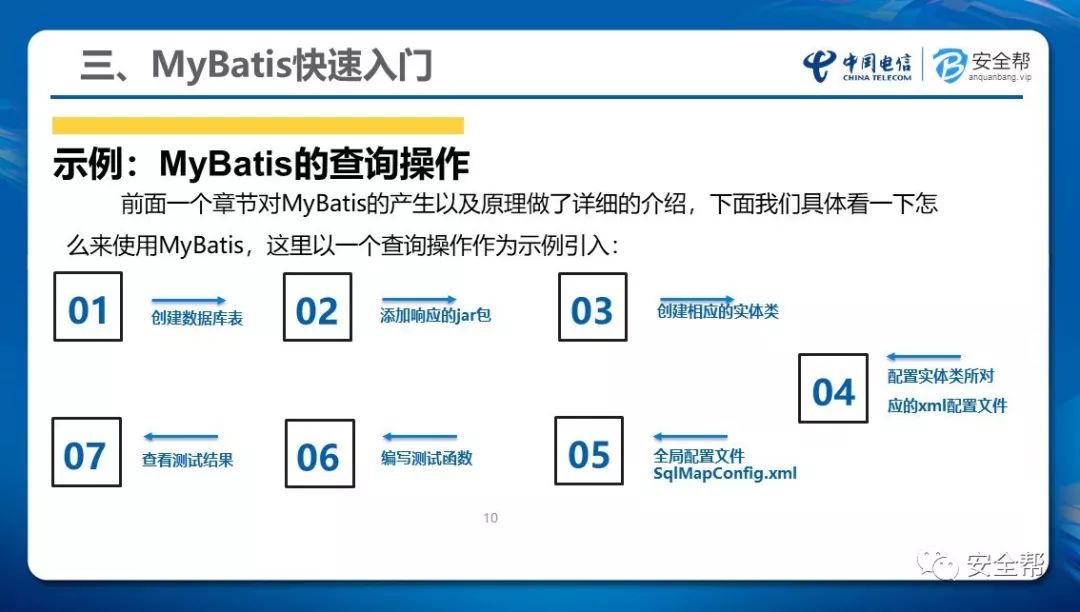 三、MyBatis快速入门
中国电信
CHINA TELECOM
安全帮
anquanbang.vip
示例：MyBatis的查询操作
前面一个章节对MyBatis的产生以及原理做了详细的介绍，下面我们具体看一下怎
么来使用MyBatis，这里以一个查询操作作为示例引入：
01
创建数据库表
02
添加响应的jar包
03
创建相应的实体类
04
配置实体类所对
应的xml配置文件
05
全局配置文件
SqlMapConfig.xml
06
编写测试函数
07
查看测试结果
10
安全帮